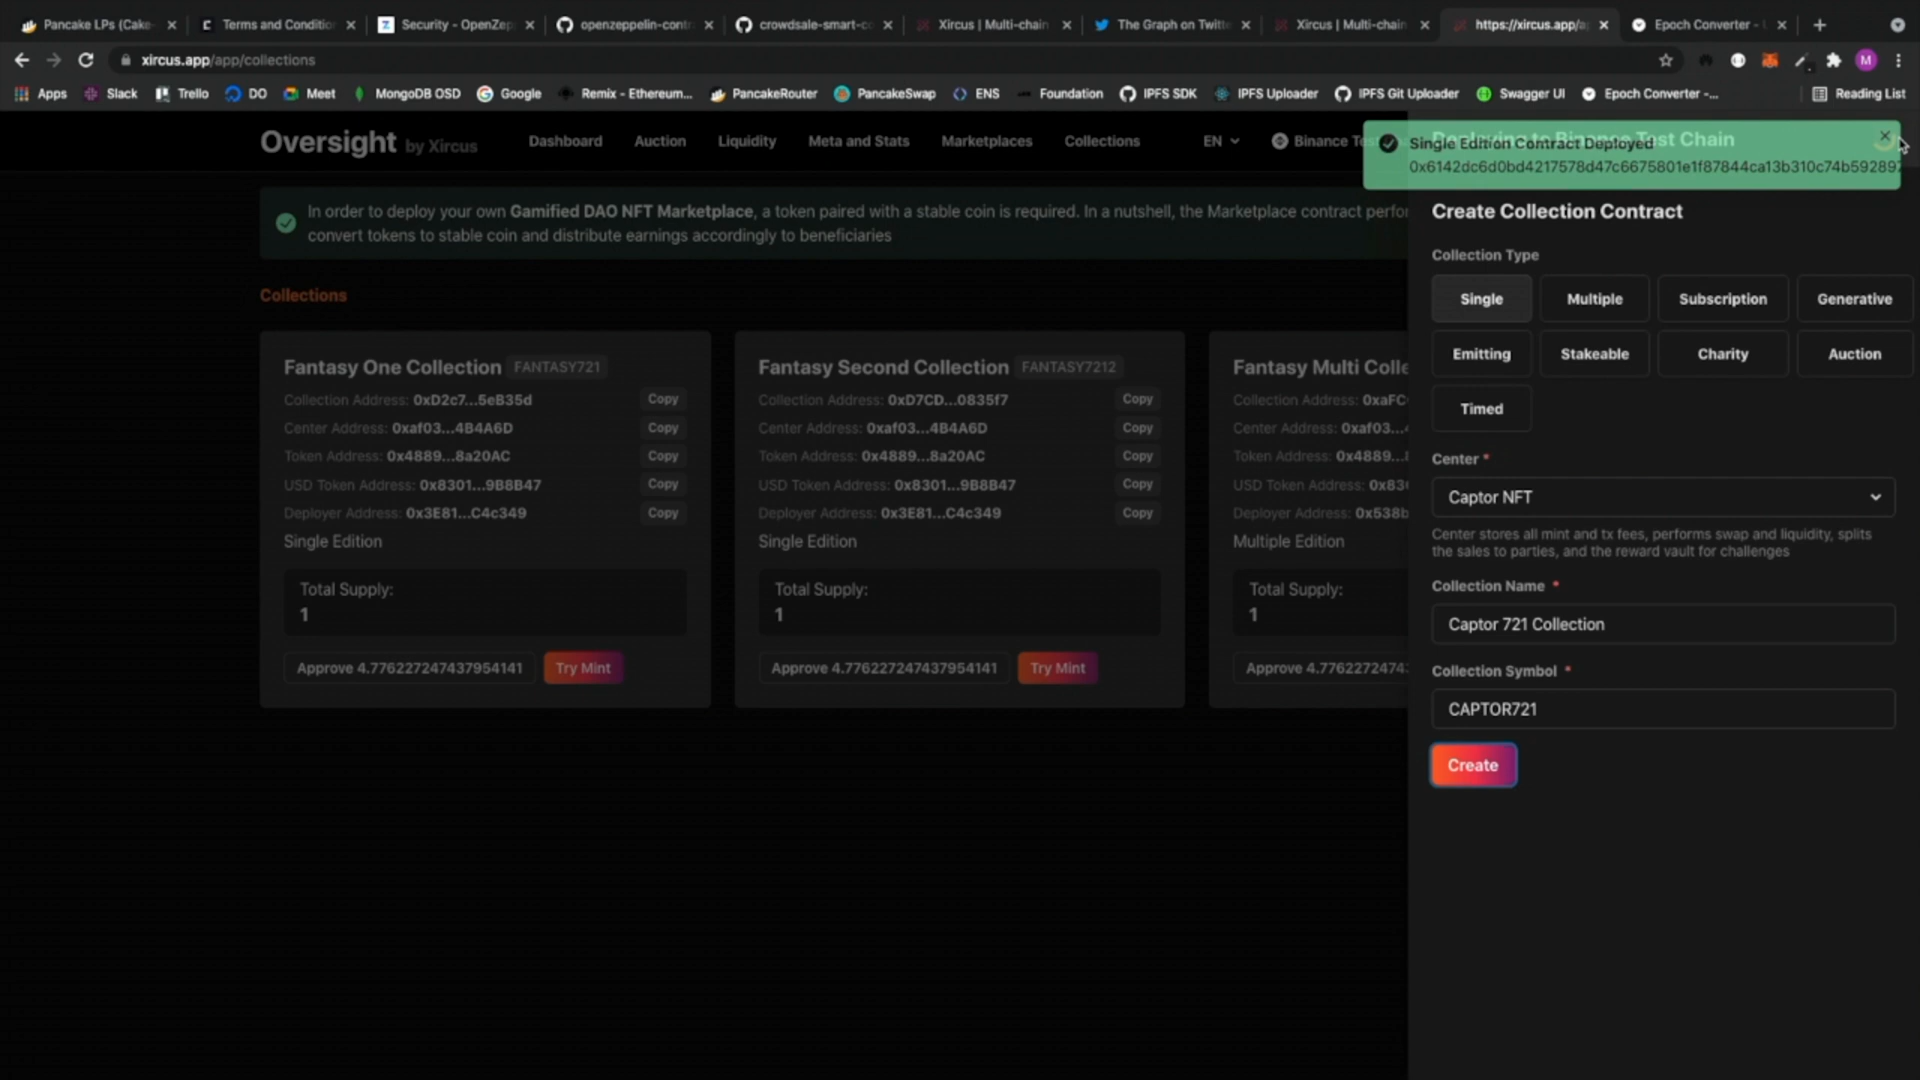 Pancake LPs (Cake-
Terms and Condition
Security - OpenZep
openzeppelin-contr
crowdsale-smart-co
Xircus | Multi-chain
The Graph on Twitt
Xircus | Multi-chain
https://xircus.app/a
Epoch Converter -
xircus.app/app/collections
M
Apps
Slack
Trello
DO
Meet
MongoDB OSD
Google
Remix - Ethereum...
PancakeRouter
PancakeSwap
ENS
Foundation
IPFS SDK
IPFS Uploader
IPFS Git Uploader
Swagger UI
Epoch Converter -...
Reading List
Oversight by Xircus
Dashboard
Auction
Liquidity
Meta and Stats
Marketplaces
Collections
EN
Binance Te
Deploying to Binance Test Chain
Single Edition Contract Deployed
0x6142dc6d0bd4217578d47c6675801e1f87844ca13b310c74b592897
In order to deploy your own Gamified DAO NFT Marketplace, a token paired with a stable coin is required. In a nutshell, the Marketplace contract perfor
convert tokens to stable coin and distribute earnings accordingly to beneficiaries
Collections
Fantasy One Collection FANTASY721
Collection Address: 0xD2c7...5eB35d Copy
Center Address: 0xaf03...4B4A6D Copy
Token Address: 0x4889...8a20AC Copy
USD Token Address: 0x8301...9B8B47 Copy
Deployer Address: 0x3E81...C4c349 Copy
Single Edition
Total Supply:
1
Approve 4.776227247437954141 Try Mint
Fantasy Second Collection FANTASY7212
Collection Address: 0xD7CD...0835f7 Copy
Center Address: 0xaf03...4B4A6D Copy
Token Address: 0x4889...8a20AC Copy
USD Token Address: 0x8301...9B8B47 Copy
Deployer Address: 0x3E81...C4c349 Copy
Single Edition
Total Supply:
1
Approve 4.776227247437954141 Try Mint
Fantasy Multi Colle
Collection Address: 0xaFC
Center Address: 0xaf03...
Token Address: 0x4889...
USD Token Address: 0x83
Deployer Address: 0x538b
Multiple Edition
Total Supply:
1
Approve 4.7762272474
Create Collection Contract
Collection Type
Single
Multiple
Subscription
Generative
Emitting
Stakeable
Charity
Auction
Timed
Center *
Captor NFT
Center stores all mint and tx fees, performs swap and liquidity, splits
the sales to parties, and the reward vault for challenges
Collection Name *
Captor 721 Collection
Collection Symbol *
CAPTOR721
Create